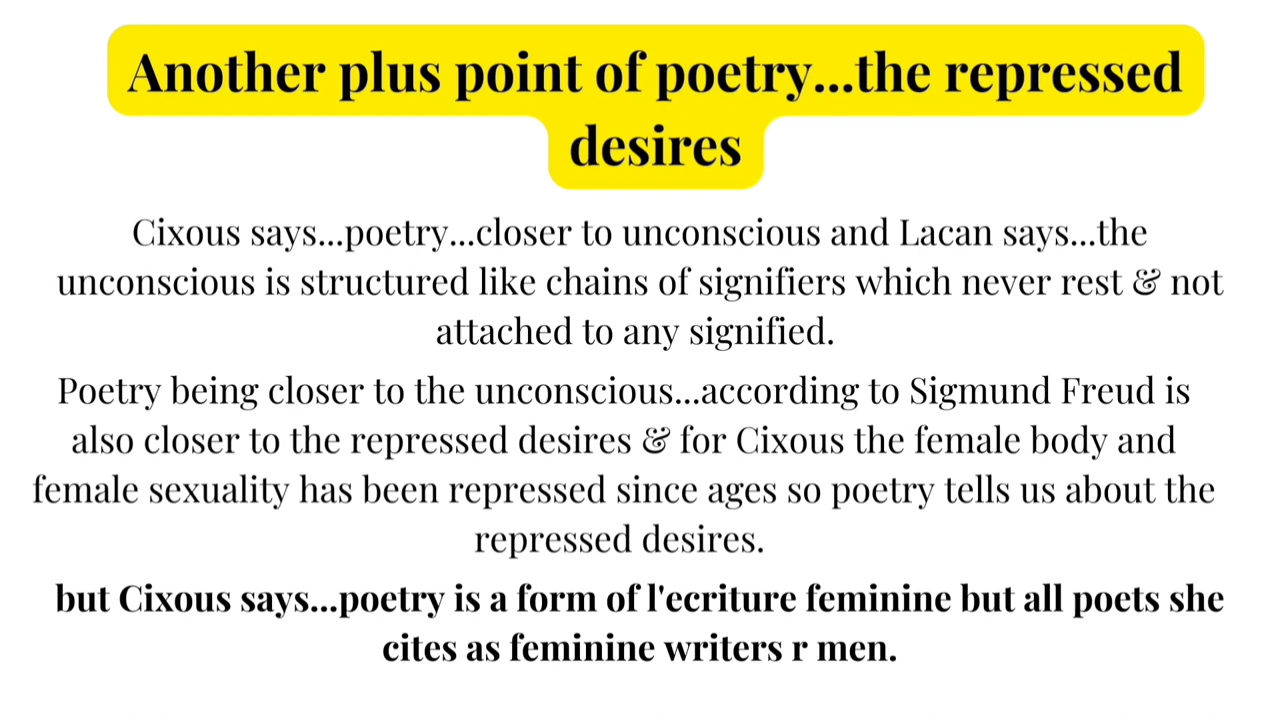 Another plus point of poetry...the repressed
desires
Cixous says...poetry...closer to unconscious and Lacan says...the
unconscious is structured like chains of signifiers which never rest & not
attached to any signified.
Poetry being closer to the unconscious...according to Sigmund Freud is
also closer to the repressed desires & for Cixous the female body and
female sexuality has been repressed since ages so poetry tells us about the
repressed desires.
but Cixous says...poetry is a form of l'ecriture feminine but all poets she
cites as feminine writers r men.